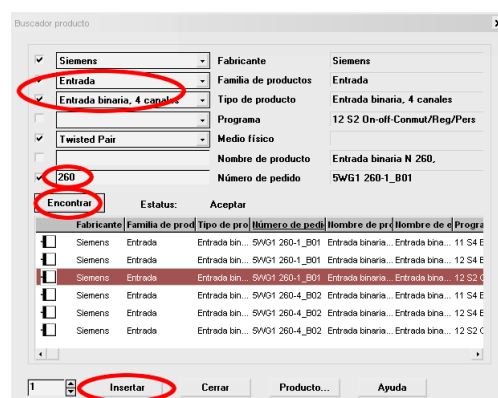 Buscador producto
Siemens Fabricante Siemens
Entrada Familia de productos Entrada
Entrada binaria, 4 canales Tipo de producto Entrada binaria, 4 canales
Programa 12 S2 On-off-Conmut/Reg/Pers
Twisted Pair Medio físico
Nombre de producto Entrada binaria N 260,
260 Número de pedido 5WG1 260-1_B01
Encontrar Estatus: Aceptar
Fabricante Familia de prod Tipo de pro Número de pedi Nombre de pro Nombre de e Progra
Siemens Entrada Entrada bin... 5WG1 260-1_B01 Entrada binaria... Entrada bina... 11 S4 E
Siemens Entrada Entrada bin... 5WG1 260-1_B01 Entrada binaria... Entrada bina... 12 S1 E
Siemens Entrada Entrada bin... 5WG1 260-1_B01 Entrada binaria... Entrada bina... 12 S2 C
Siemens Entrada Entrada bin... 5WG1 260-4_B02 Entrada binaria... Entrada bina... 11 S4 E
Siemens Entrada Entrada bin... 5WG1 260-4_B02 Entrada binaria... Entrada bina... 12 S1 E
Siemens Entrada Entrada bin... 5WG1 260-4_B02 Entrada binaria... Entrada bina... 12 S2 C
1 Insertar Cerrar Producto... Ayuda